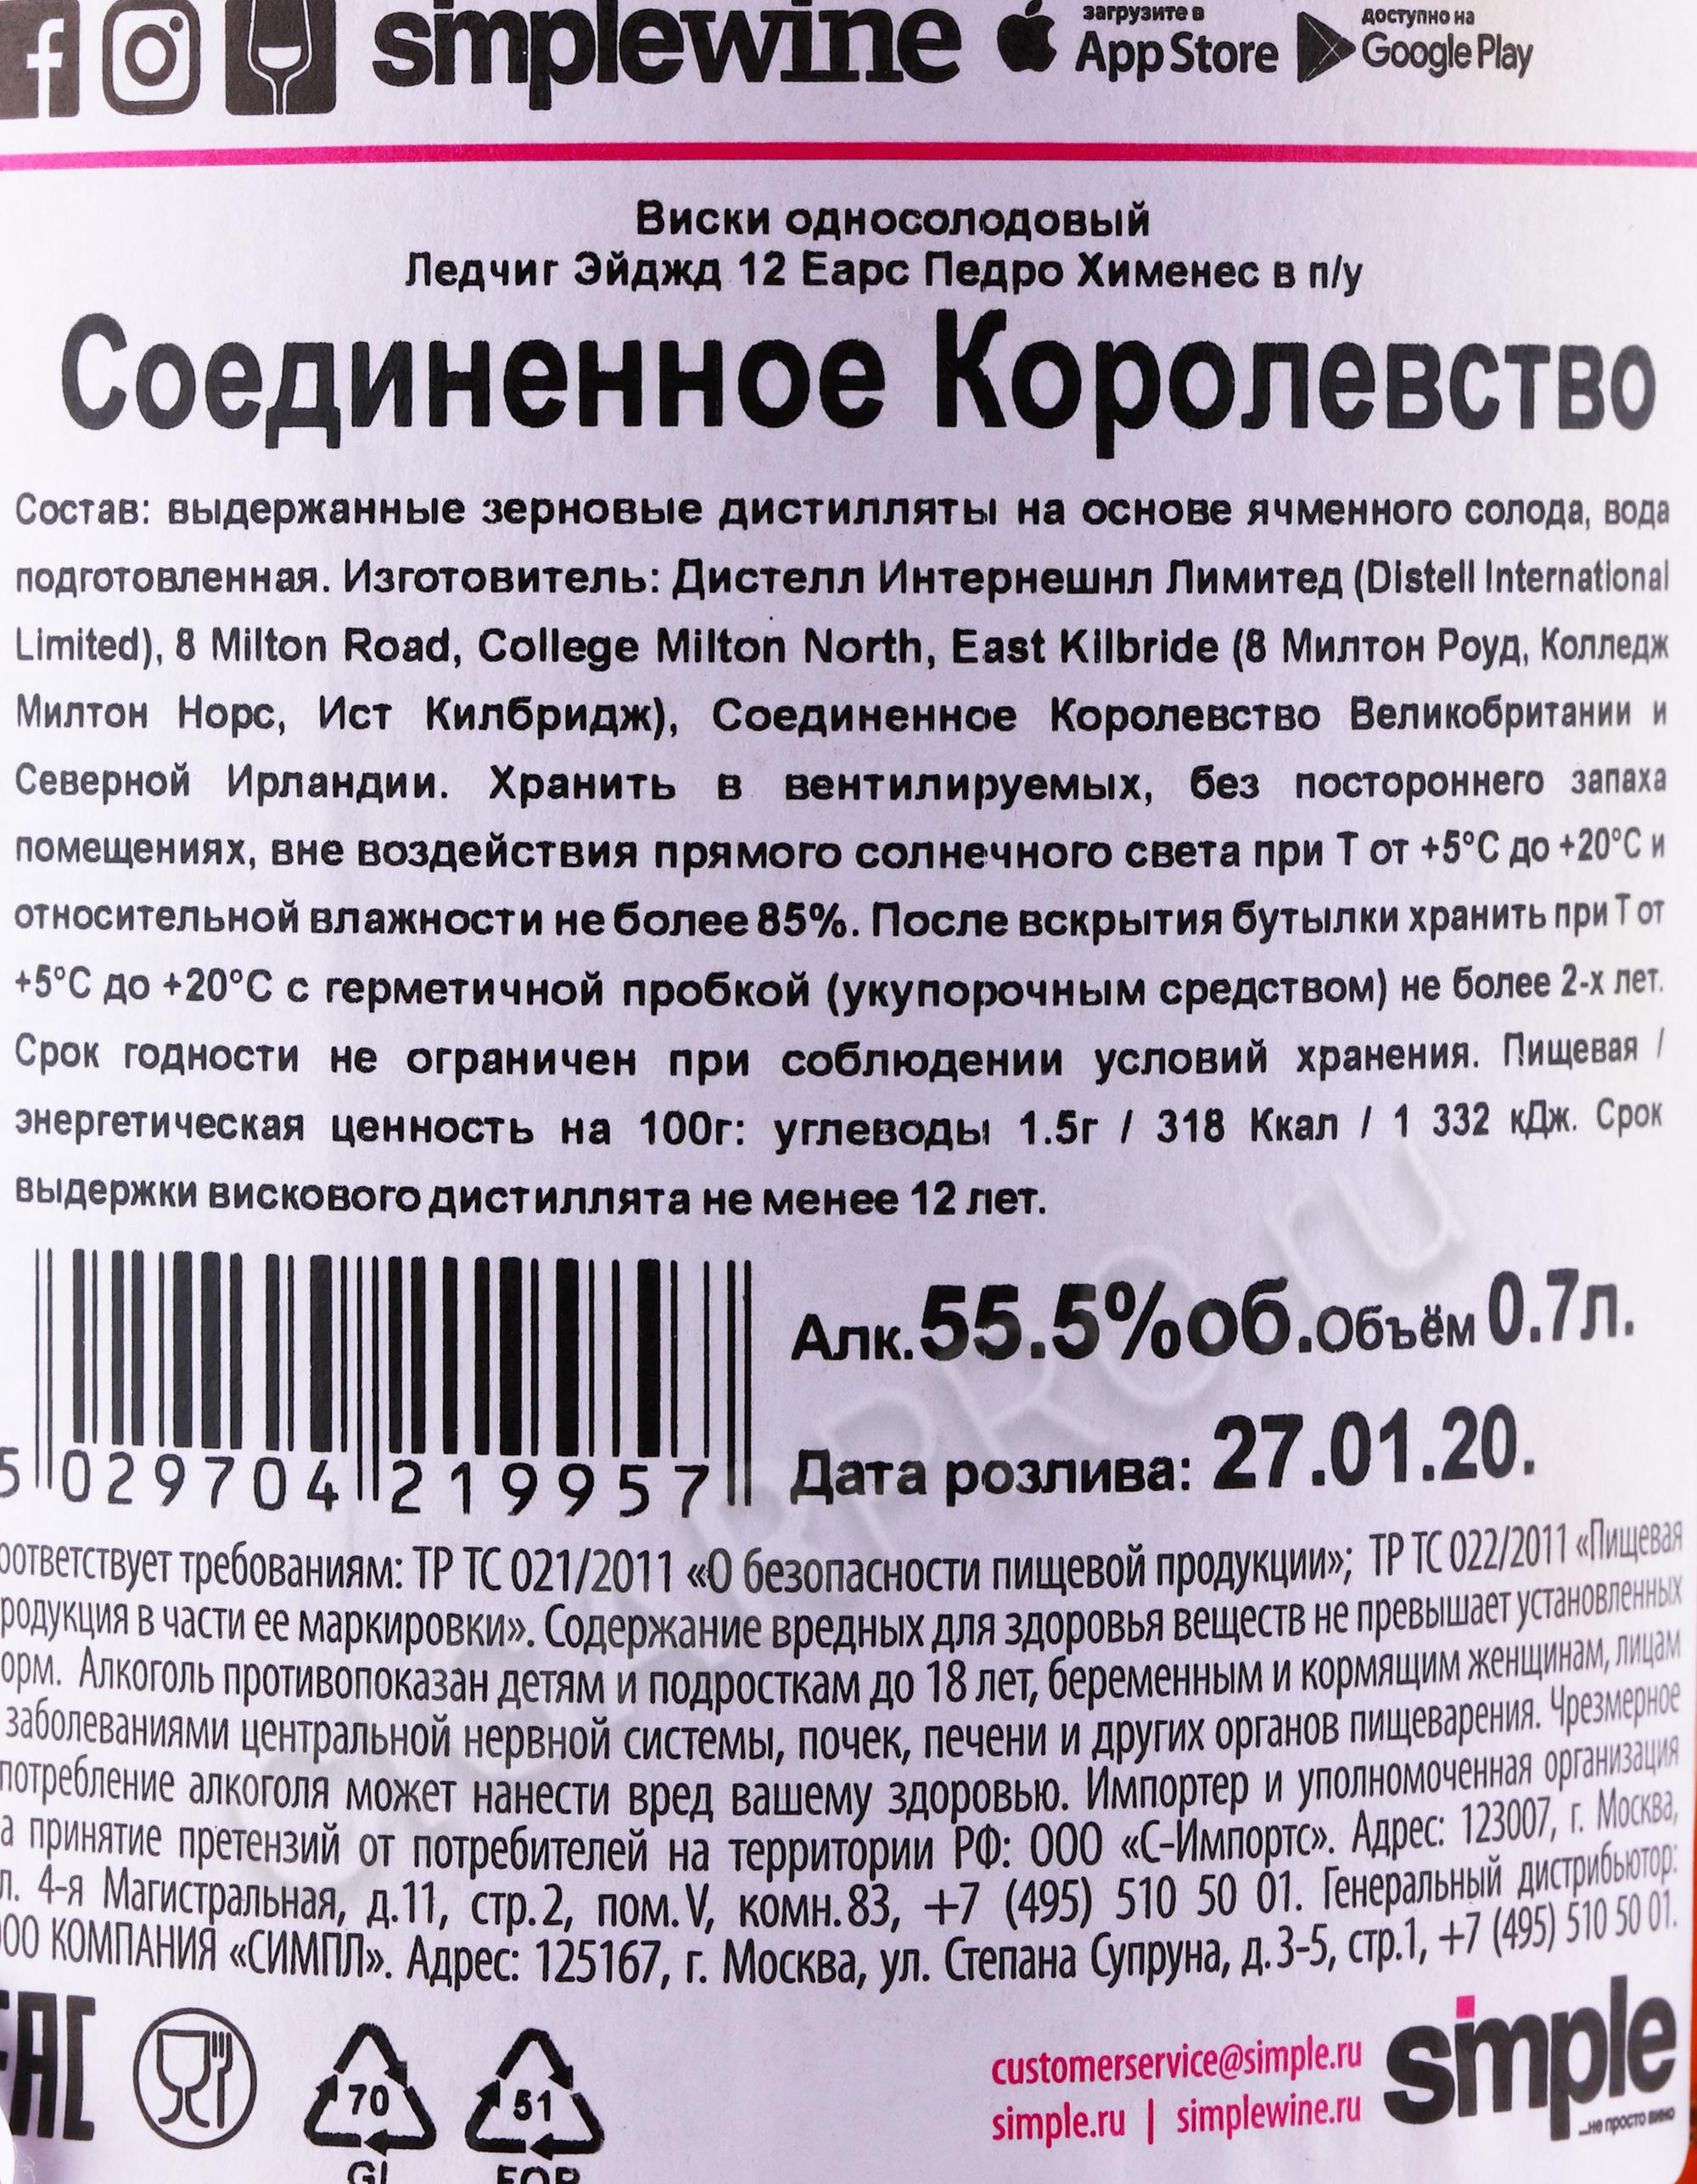 simplewine загрузите в App Store доступно на Google Play
Виски односолодовый
Ледчиг Эйджд 12 Еарс Педро Хименес в п/у
Соединенное Королевство
Состав: выдержанные зерновые дистилляты на основе ячменного солода, вода
подготовленная. Изготовитель: Дистелл Интернешнл Лимитед (Distell International
Limited), 8 Milton Road, College Milton North, East Kilbride (8 Милтон Роуд, Колледж
Милтон Норс, Ист Килбридж), Соединенное Королевство Великобритании и
Северной Ирландии. Хранить в вентилируемых, без постороннего запаха
помещениях, вне воздействия прямого солнечного света при Т от +5°С до +20°С и
относительной влажности не более 85%. После вскрытия бутылки хранить при Т от
+5°С до +20°С с герметичной пробкой (укупорочным средством) не более 2-х лет.
Срок годности не ограничен при соблюдении условий хранения. Пищевая /
энергетическая ценность на 100г: углеводы 1.5г / 318 Ккал / 1 332 кДж. Срок
выдержки вискового дистиллята не менее 12 лет.
Алк.55.5%об.Объём 0.7л.
Дата розлива: 27.01.20.
5 029704 219957
оответствует требованиям: ТР ТС 021/2011 «О безопасности пищевой продукции»; ТР ТС 022/2011 «Пищевая
родукция в части ее маркировки». Содержание вредных для здоровья веществ не превышает установленных
орм. Алкоголь противопоказан детям и подросткам до 18 лет, беременным и кормящим женщинам, лицам
заболеваниями центральной нервной системы, почек, печени и других органов пищеварения. Чрезмерное
потребление алкоголя может нанести вред вашему здоровью. Импортер и уполномоченная организация
а принятие претензий от потребителей на территории РФ: ООО «С-Импортс». Адрес: 123007, г. Москва,
л. 4-я Магистральная, д.11, стр.2, пом.V, комн.83, +7 (495) 510 50 01. Генеральный дистрибьютор:
ОО КОМПАНИЯ «СИМПЛ». Адрес: 125167, г. Москва, ул. Степана Супруна, д.3-5, стр.1, +7 (495) 510 50 01.
EAC
70
GL
51
FOR
customerservice@simple.ru
simple.ru | simplewine.ru
simple
...не просто вино
CIGARPRO.ru